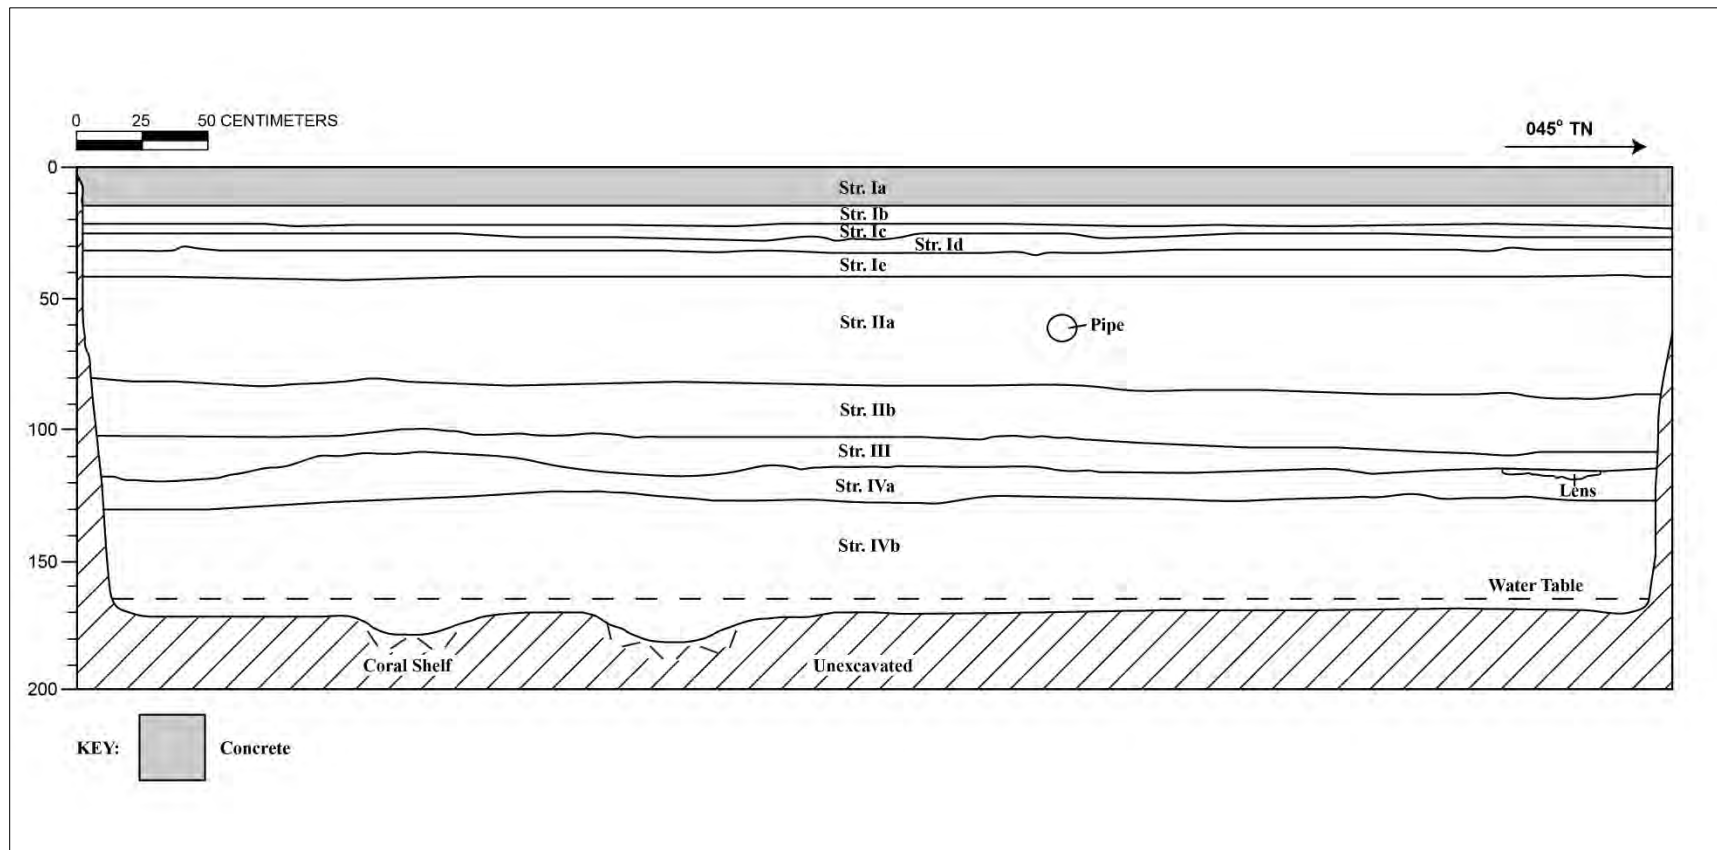 0 25 50 CENTIMETERS
045° TN
0
Str. Ia
Str. Ib
Str. Ic
Str. Id
Str. Ie
50
Str. IIa
Pipe
Str. IIb
100
Str. III
Str. IVa
Lens
Str. IVb
150
Water Table
Coral Shelf
Unexcavated
200
KEY:
Concrete